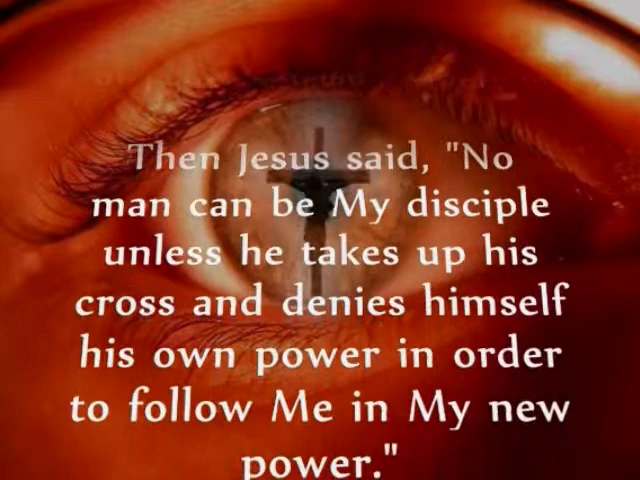 Then Jesus said, "No
man can be My disciple
unless he takes up his
cross and denies himself
his own power in order
to follow Me in My new
power."